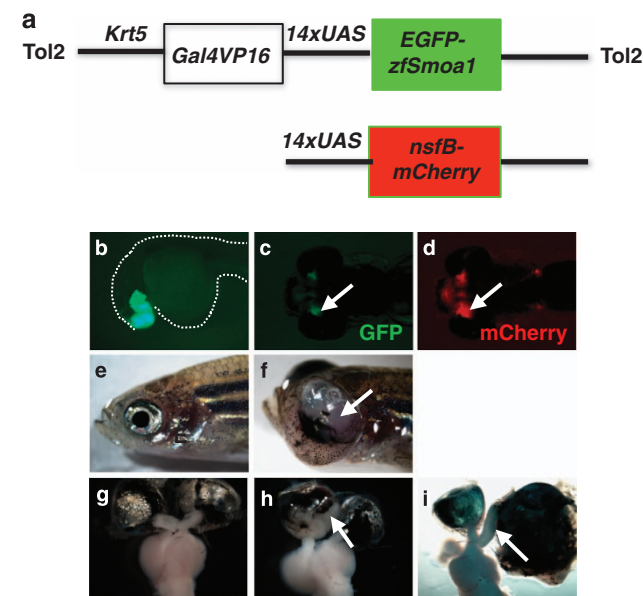 a
Krt5
14xUAS
EGFP-
zfSmoa1
Tol2
Gal4VP16
Tol2
14xUAS
nsfB-
mCherry
b
c
d
GFP
mCherry
e
f
g
h
i